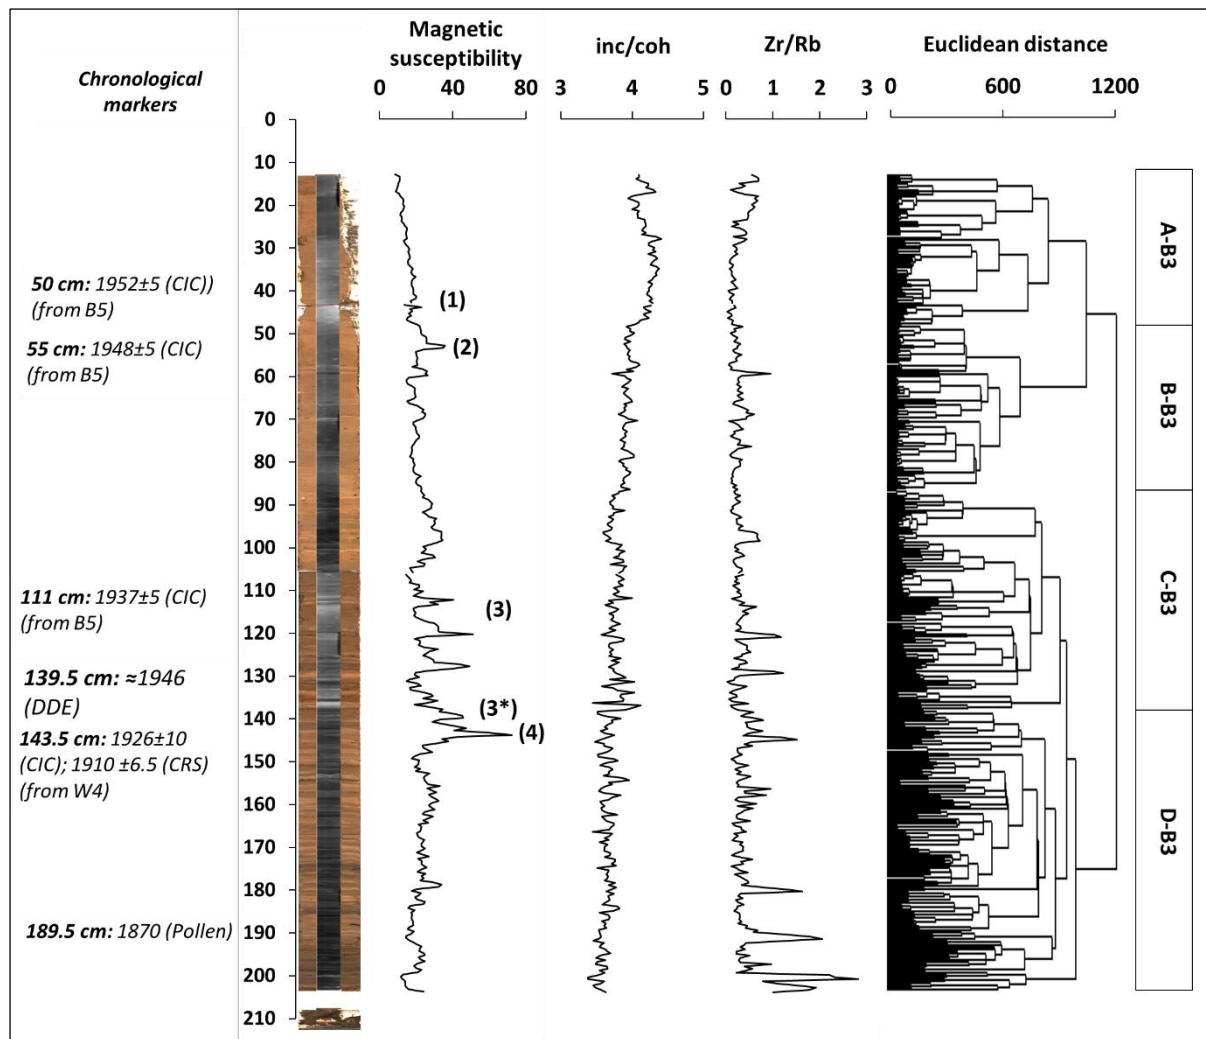 Magnetic
susceptibility
inc/coh
Zr/Rb
Euclidean distance
Chronological
markers
0 40 80
3 4 5
0 1 2 3
0 600 1200
0
10
20
30
40
50
60
70
80
90
100
110
120
130
140
150
160
170
180
190
200
210
50 cm: 1952±5 (CIC))
(from B5)
55 cm: 1948±5 (CIC)
(from B5)
111 cm: 1937±5 (CIC)
(from B5)
139.5 cm: ≈1946
(DDE)
143.5 cm: 1926±10
(CIC); 1910 ±6.5 (CRS)
(from W4)
189.5 cm: 1870 (Pollen)
(1)
(2)
(3)
(3*)
(4)
A-B3
B-B3
C-B3
D-B3